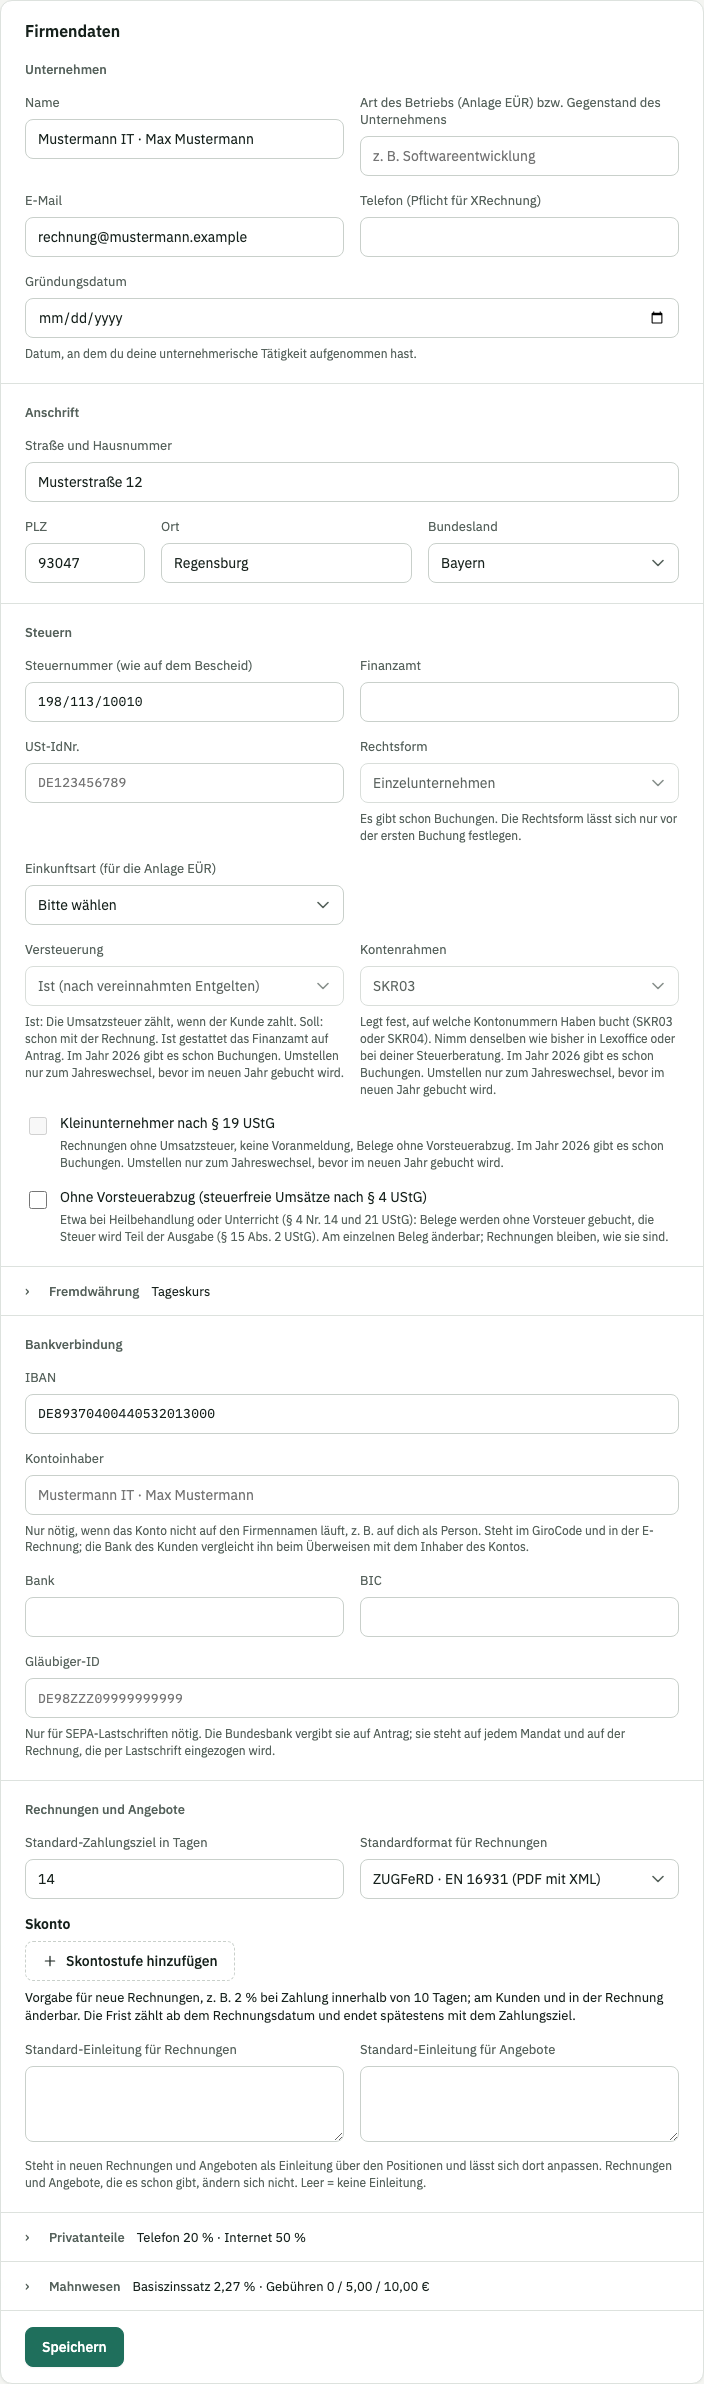 Firmendaten
Unternehmen
Name
Art des Betriebs (Anlage EÜR) bzw. Gegenstand des
Unternehmens
Mustermann IT · Max Mustermann
z. B. Softwareentwicklung
E-Mail
Telefon (Pflicht für XRechnung)
rechnung@mustermann.example
Gründungsdatum
mm/dd/yyyy
Datum, an dem du deine unternehmerische Tätigkeit aufgenommen hast.
Anschrift
Straße und Hausnummer
Musterstraße 12
PLZ
Ort
Bundesland
93047
Regensburg
Bayern
Steuern
Steuernummer (wie auf dem Bescheid)
Finanzamt
198/113/10010
USt-IdNr.
Rechtsform
DE123456789
Einzelunternehmen
Es gibt schon Buchungen. Die Rechtsform lässt sich nur vor
der ersten Buchung festlegen.
Einkunftsart (für die Anlage EÜR)
Bitte wählen
Versteuerung
Kontenrahmen
Ist (nach vereinnahmten Entgelten)
SKR03
Ist: Die Umsatzsteuer zählt, wenn der Kunde zahlt. Soll:
schon mit der Rechnung. Ist gestattet das Finanzamt auf
Antrag. Im Jahr 2026 gibt es schon Buchungen. Umstellen
nur zum Jahreswechsel, bevor im neuen Jahr gebucht wird.
Legt fest, auf welche Kontonummern Haben bucht (SKR03
oder SKR04). Nimm denselben wie bisher in Lexoffice oder
bei deiner Steuerberatung. Im Jahr 2026 gibt es schon
Buchungen. Umstellen nur zum Jahreswechsel, bevor im
neuen Jahr gebucht wird.
Kleinunternehmer nach § 19 UStG
Rechnungen ohne Umsatzsteuer, keine Voranmeldung, Belege ohne Vorsteuerabzug. Im Jahr 2026 gibt es schon
Buchungen. Umstellen nur zum Jahreswechsel, bevor im neuen Jahr gebucht wird.
Ohne Vorsteuerabzug (steuerfreie Umsätze nach § 4 UStG)
Etwa bei Heilbehandlung oder Unterricht (§ 4 Nr. 14 und 21 UStG): Belege werden ohne Vorsteuer gebucht, die
Steuer wird Teil der Ausgabe (§ 15 Abs. 2 UStG). Am einzelnen Beleg änderbar; Rechnungen bleiben, wie sie sind.
› Fremdwährung Tageskurs
Bankverbindung
IBAN
DE89370400440532013000
Kontoinhaber
Mustermann IT · Max Mustermann
Nur nötig, wenn das Konto nicht auf den Firmennamen läuft, z. B. auf dich als Person. Steht im GiroCode und in der E-
Rechnung; die Bank des Kunden vergleicht ihn beim Überweisen mit dem Inhaber des Kontos.
Bank
BIC
Gläubiger-ID
DE98ZZZ09999999999
Nur für SEPA-Lastschriften nötig. Die Bundesbank vergibt sie auf Antrag; sie steht auf jedem Mandat und auf der
Rechnung, die per Lastschrift eingezogen wird.
Rechnungen und Angebote
Standard-Zahlungsziel in Tagen
Standardformat für Rechnungen
14
ZUGFeRD · EN 16931 (PDF mit XML)
Skonto
+ Skontostufe hinzufügen
Vorgabe für neue Rechnungen, z. B. 2 % bei Zahlung innerhalb von 10 Tagen; am Kunden und in der Rechnung
änderbar. Die Frist zählt ab dem Rechnungsdatum und endet spätestens mit dem Zahlungsziel.
Standard-Einleitung für Rechnungen
Standard-Einleitung für Angebote
Steht in neuen Rechnungen und Angeboten als Einleitung über den Positionen und lässt sich dort anpassen. Rechnungen
und Angebote, die es schon gibt, ändern sich nicht. Leer = keine Einleitung.
› Privatanteile Telefon 20 % · Internet 50 %
› Mahnwesen Basiszinssatz 2,27 % · Gebühren 0 / 5,00 / 10,00 €
Speichern